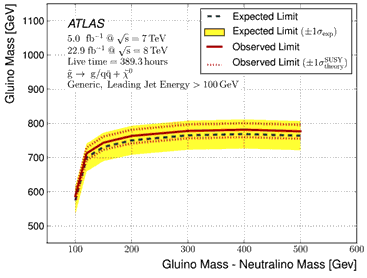 ATLAS
5.0 fb⁻¹ @ √s = 7 TeV
22.9 fb⁻¹ @ √s = 8 TeV
Live time = 389.3 hours
g̃ → g/qq̄ + χ̃⁰
Generic, Leading Jet Energy > 100 GeV
Expected Limit
Expected Limit (±1σexp)
Observed Limit
Observed Limit (±1σ^SUSY_theory)
Gluino Mass [GeV]
1100
1000
900
800
700
600
500
100 200 300 400 500 600
Gluino Mass - Neutralino Mass [Gev]